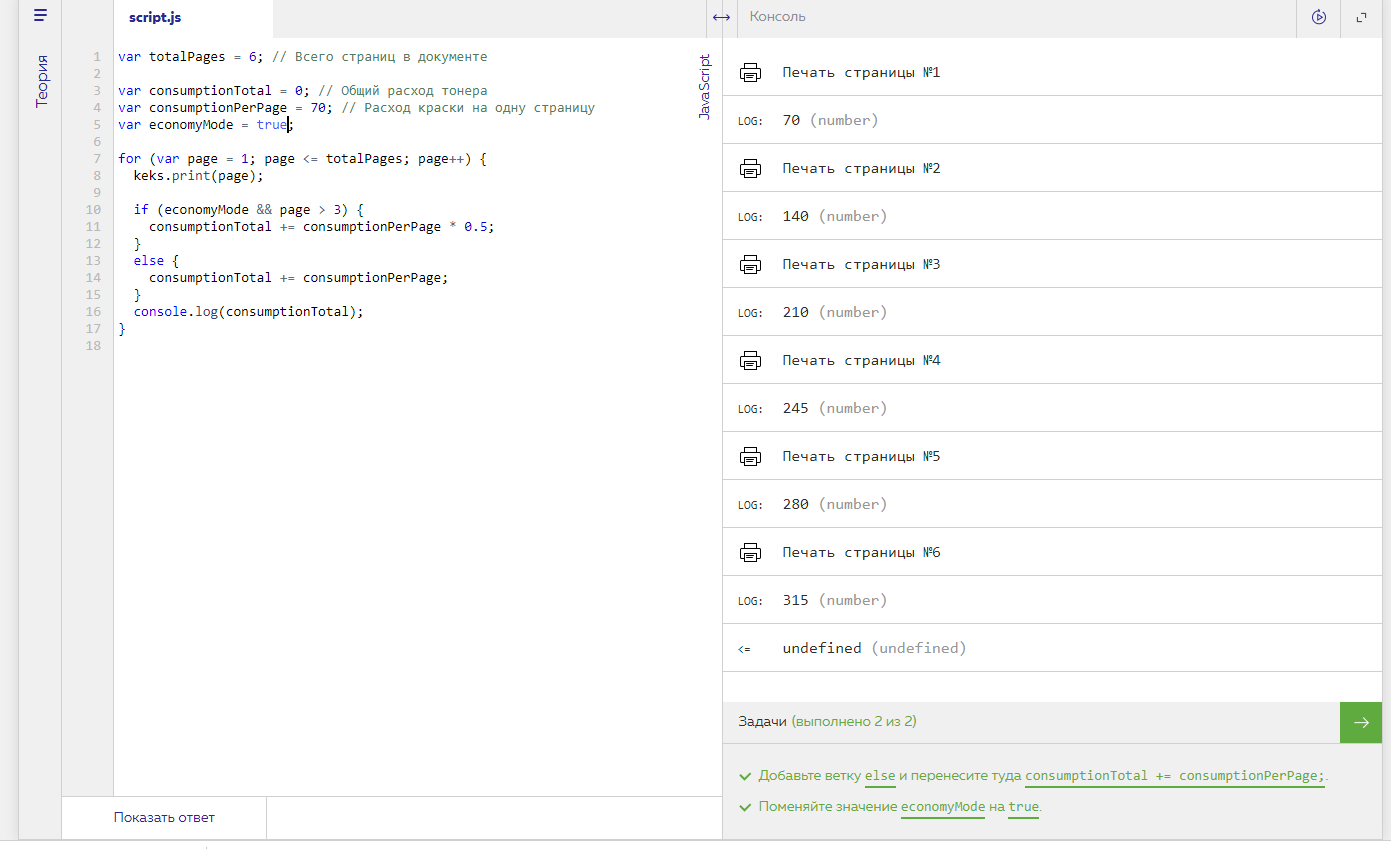 script.js
Консоль
Теория
JavaScript
1 var totalPages = 6; // Всего страниц в документе
2
3 var consumptionTotal = 0; // Общий расход тонера
4 var consumptionPerPage = 70; // Расход краски на одну страницу
5 var economyMode = true;
6
7 for (var page = 1; page <= totalPages; page++) {
8 keks.print(page);
9
10 if (economyMode && page > 3) {
11 consumptionTotal += consumptionPerPage * 0.5;
12 }
13 else {
14 consumptionTotal += consumptionPerPage;
15 }
16 console.log(consumptionTotal);
17 }
18
Показать ответ
Печать страницы №1
LOG: 70 (number)
Печать страницы №2
LOG: 140 (number)
Печать страницы №3
LOG: 210 (number)
Печать страницы №4
LOG: 245 (number)
Печать страницы №5
LOG: 280 (number)
Печать страницы №6
LOG: 315 (number)
<= undefined (undefined)
Задачи (выполнено 2 из 2)
Добавьте ветку else и перенесите туда consumptionTotal += consumptionPerPage;.
Поменяйте значение economyMode на true.